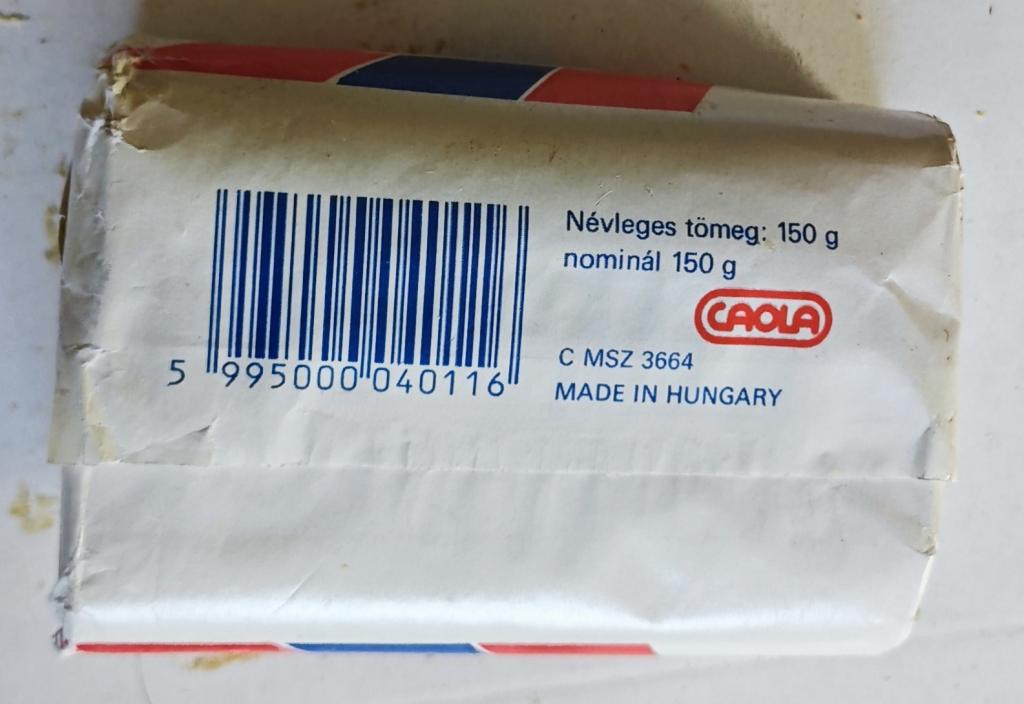 Névleges tömeg: 150 g
nominál 150 g
CAOLA
C MSZ 3664
MADE IN HUNGARY
5 995000 040116